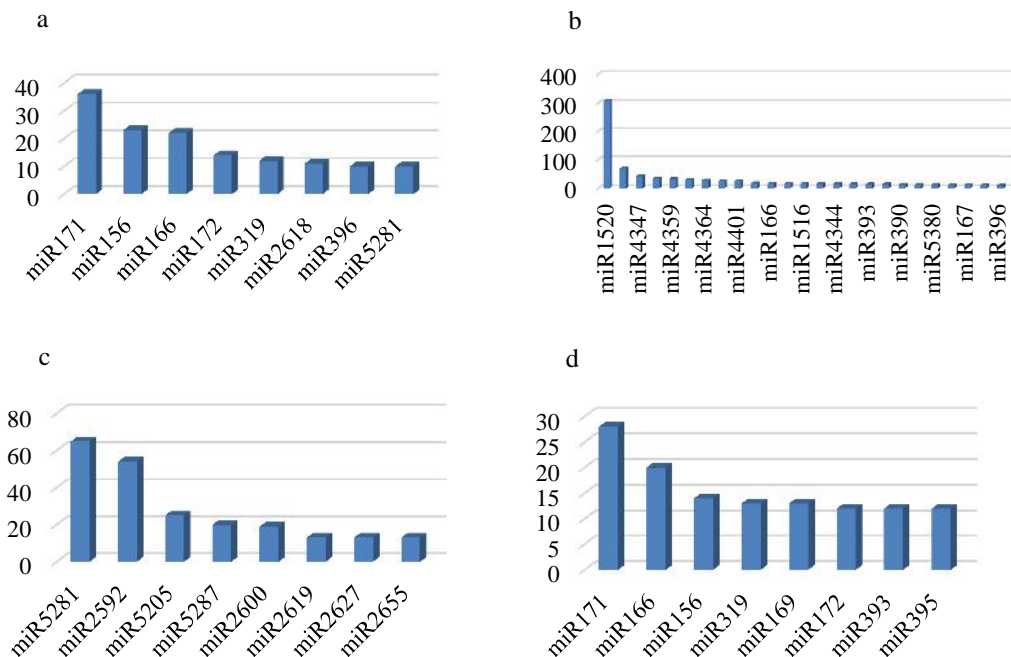 a
40
30
20
10
0
miR171
miR156
miR166
miR172
miR319
miR2618
miR396
miR5281
b
400
300
200
100
0
miR1520
miR4347
miR4359
miR4364
miR4401
miR166
miR1516
miR4344
miR393
miR390
miR5380
miR167
miR396
c
80
60
40
20
0
miR5281
miR2592
miR5205
miR5287
miR2600
miR2619
miR2627
miR2655
d
30
25
20
15
10
5
0
miR171
miR166
miR156
miR319
miR169
miR172
miR393
miR395